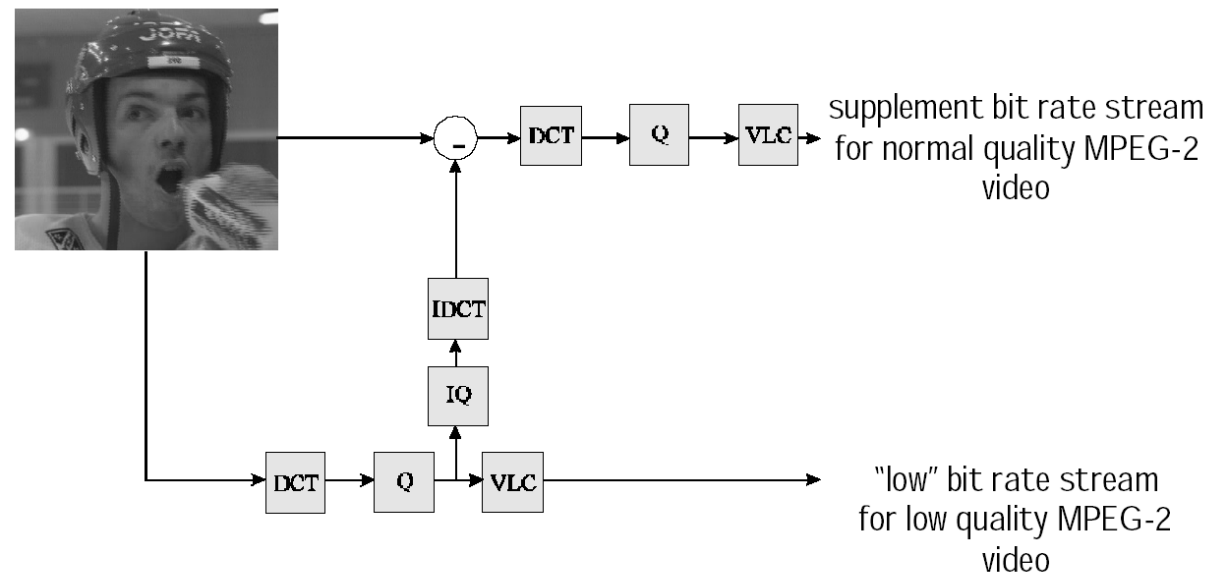 JOFA
DCT
Q
VLC
supplement bit rate stream
for normal quality MPEG-2
video
-
IDCT
IQ
DCT
Q
VLC
“low” bit rate stream
for low quality MPEG-2
video